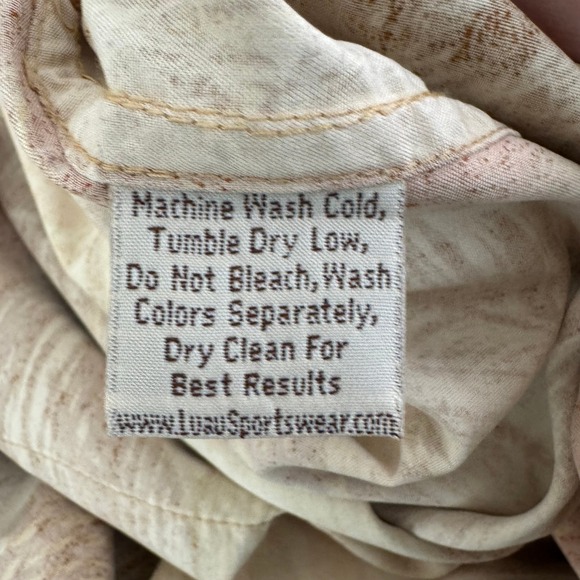 Machine Wash Cold,
Tumble Dry Low,
Do Not Bleach, Wash
Colors Separately,
Dry Clean For
Best Results
www.LuauSportswear.com